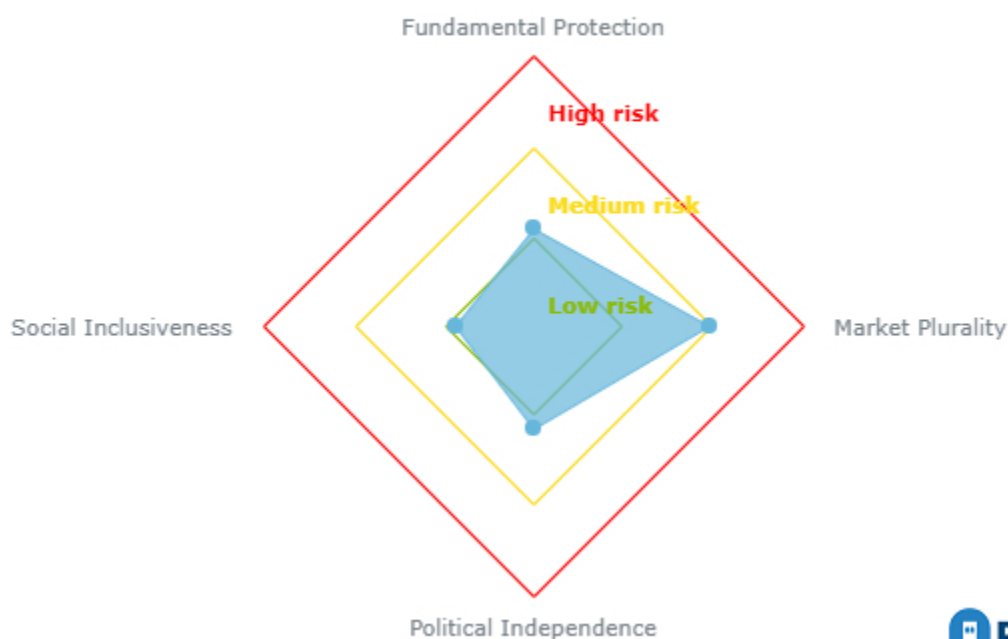 Fundamental Protection
High risk
Medium risk
Low risk
Social Inclusiveness
Market Plurality
Political Independence